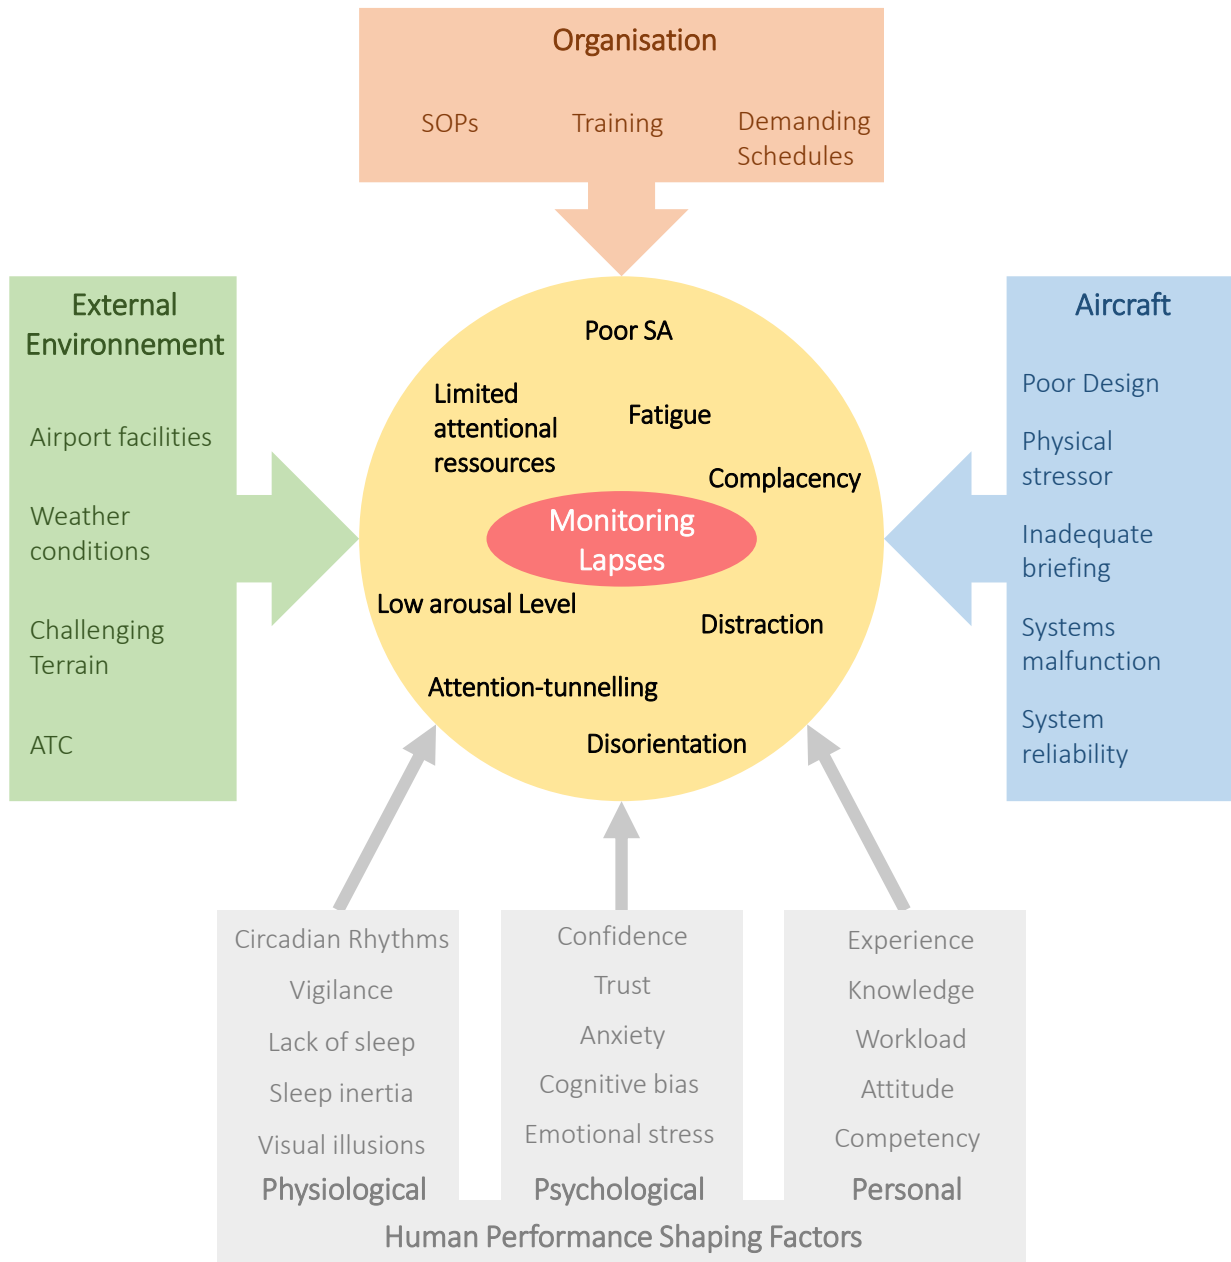 Organisation
SOPs
Training
Demanding
Schedules
External
Environnement
Airport facilities
Weather
conditions
Challenging
Terrain
ATC
Poor SA
Limited
attentional
ressources
Fatigue
Complacency
Monitoring
Lapses
Low arousal Level
Distraction
Attention-tunnelling
Disorientation
Aircraft
Poor Design
Physical
stressor
Inadequate
briefing
Systems
malfunction
System
reliability
Circadian Rhythms
Vigilance
Lack of sleep
Sleep inertia
Visual illusions
Physiological
Confidence
Trust
Anxiety
Cognitive bias
Emotional stress
Psychological
Experience
Knowledge
Workload
Attitude
Competency
Personal
Human Performance Shaping Factors